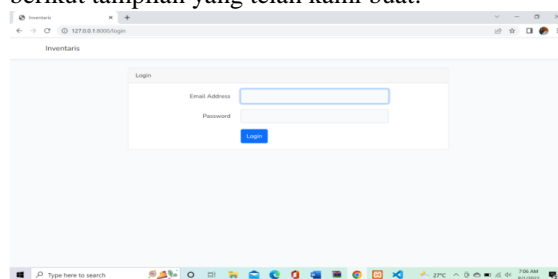 berikut tampilan yang telah kami buat.
Inventaris
127.0.0.1:8000/login
Inventaris
Login
Email Address
Password
Login
Type here to search
27°C
7:06 AM